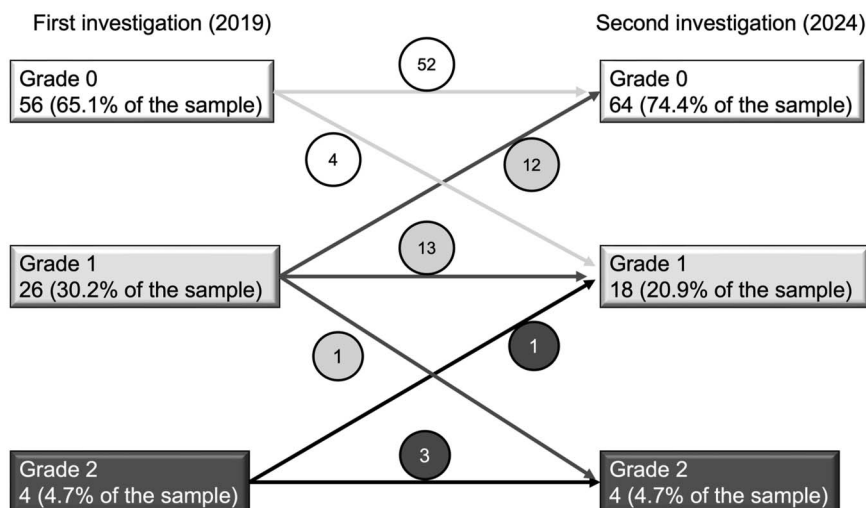 First investigation (2019)
Second investigation (2024)
52
Grade 0
56 (65.1% of the sample)
Grade 0
64 (74.4% of the sample)
4
12
13
Grade 1
26 (30.2% of the sample)
Grade 1
18 (20.9% of the sample)
1
1
3
Grade 2
4 (4.7% of the sample)
Grade 2
4 (4.7% of the sample)